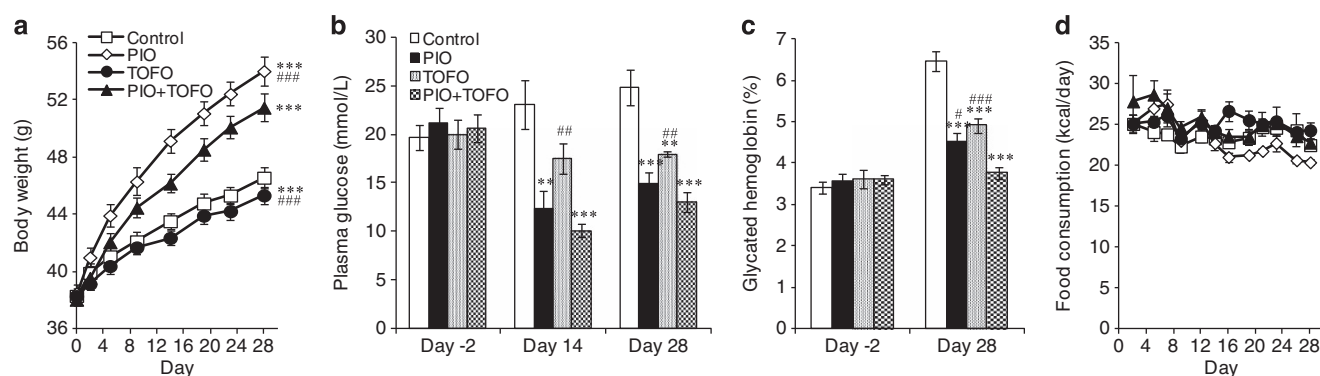 a
56
52
48
44
40
36
Body weight (g)
Control
PIO
TOFO
PIO+TOFO
***
###
***
***
###
0 4 8 12 16 20 24 28
Day
b
30
25
20
15
10
5
0
Plasma glucose (mmol/L)
Control
PIO
TOFO
PIO+TOFO
**
##
***
***
##
**
***
Day -2 Day 14 Day 28
c
7
6
5
4
3
2
1
0
Glycated hemoglobin (%)
#
***
###
***
***
Day -2 Day 28
d
35
30
25
20
15
10
5
0
Food consumption (kcal/day)
0 4 8 12 16 20 24 28
Day